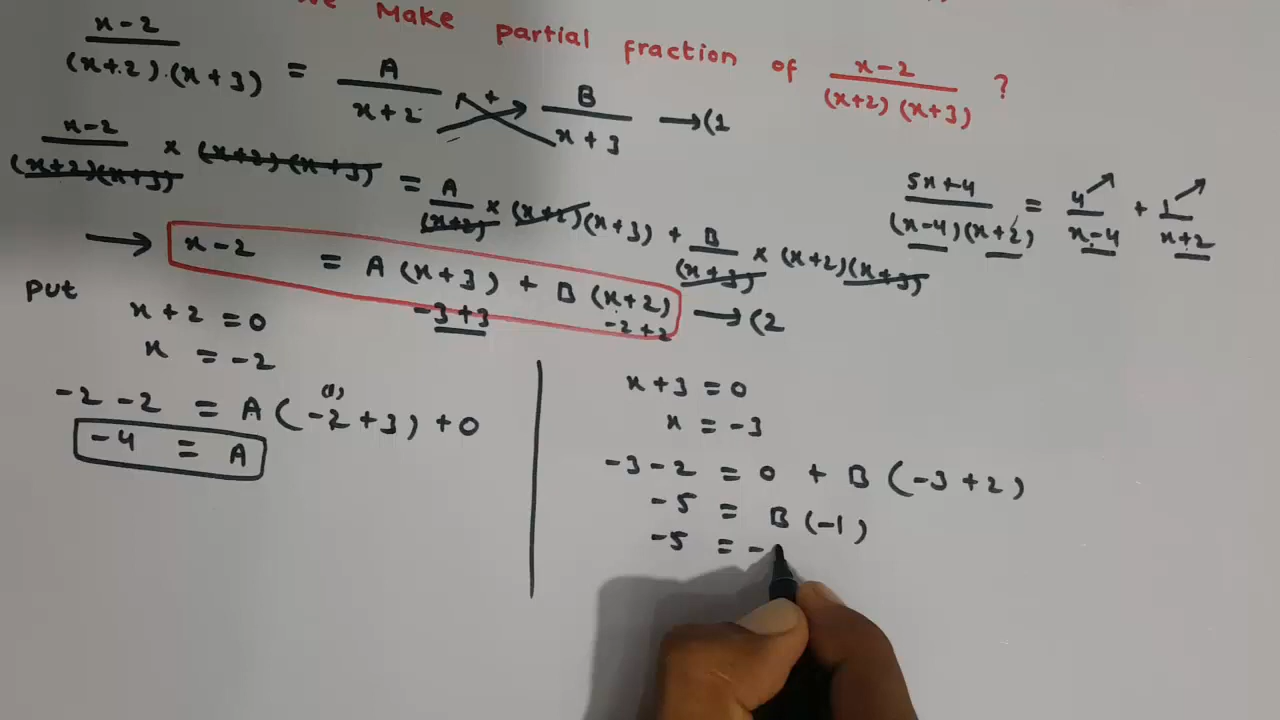 Make partial fraction of x-2/(x+2)(x+3) ?
x-2/(x+2).(x+3) = A/x+2 + B/x+3 →(1
x-2/(x+2)(x+3) × (x+2)(x+3) = A/(x+2) × (x+2)(x+3) + B/(x+3) × (x+2)(x+3)
5x+4/(x-4)(x+2) = 4/x-4 + 1/x+2
→ x-2 = A(x+3) + B(x+2) →(2
-3+3 -2+2
put
x+2 = 0
x = -2
-2-2 = A(-2+3)+0
(1)
-4 = A
x+3 = 0
x = -3
-3-2 = 0 + B(-3+2)
-5 = B(-1)
-5 = -